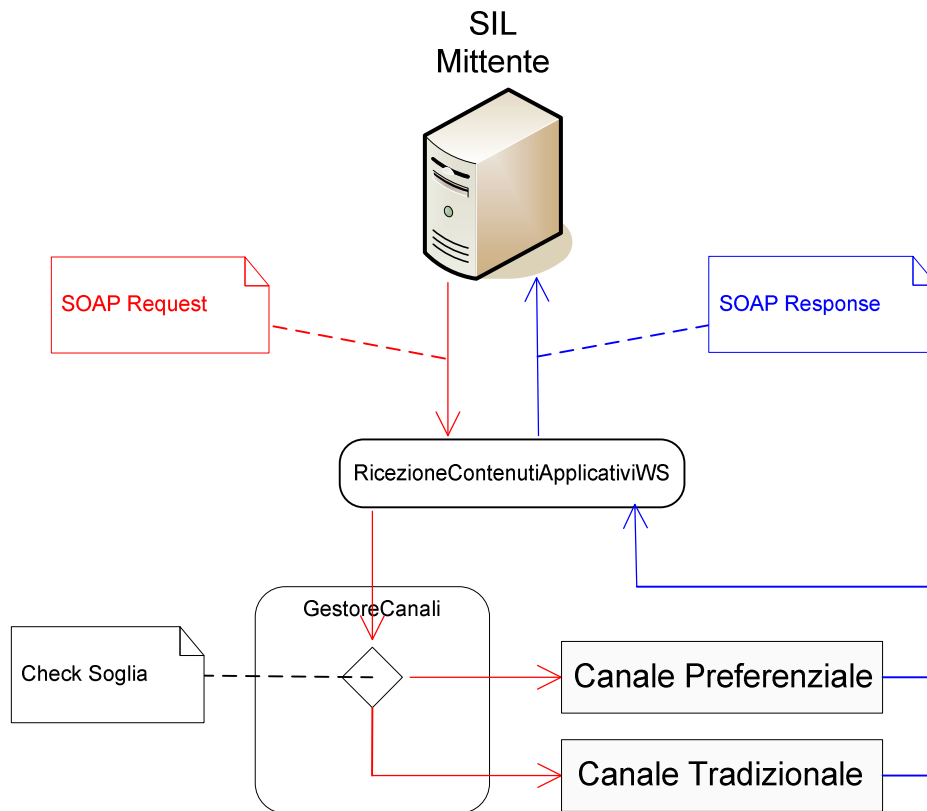 SIL
Mittente
SOAP Request
SOAP Response
RicezioneContenutiApplicativiWS
GestoreCanali
Check Soglia
Canale Preferenziale
Canale Tradizionale